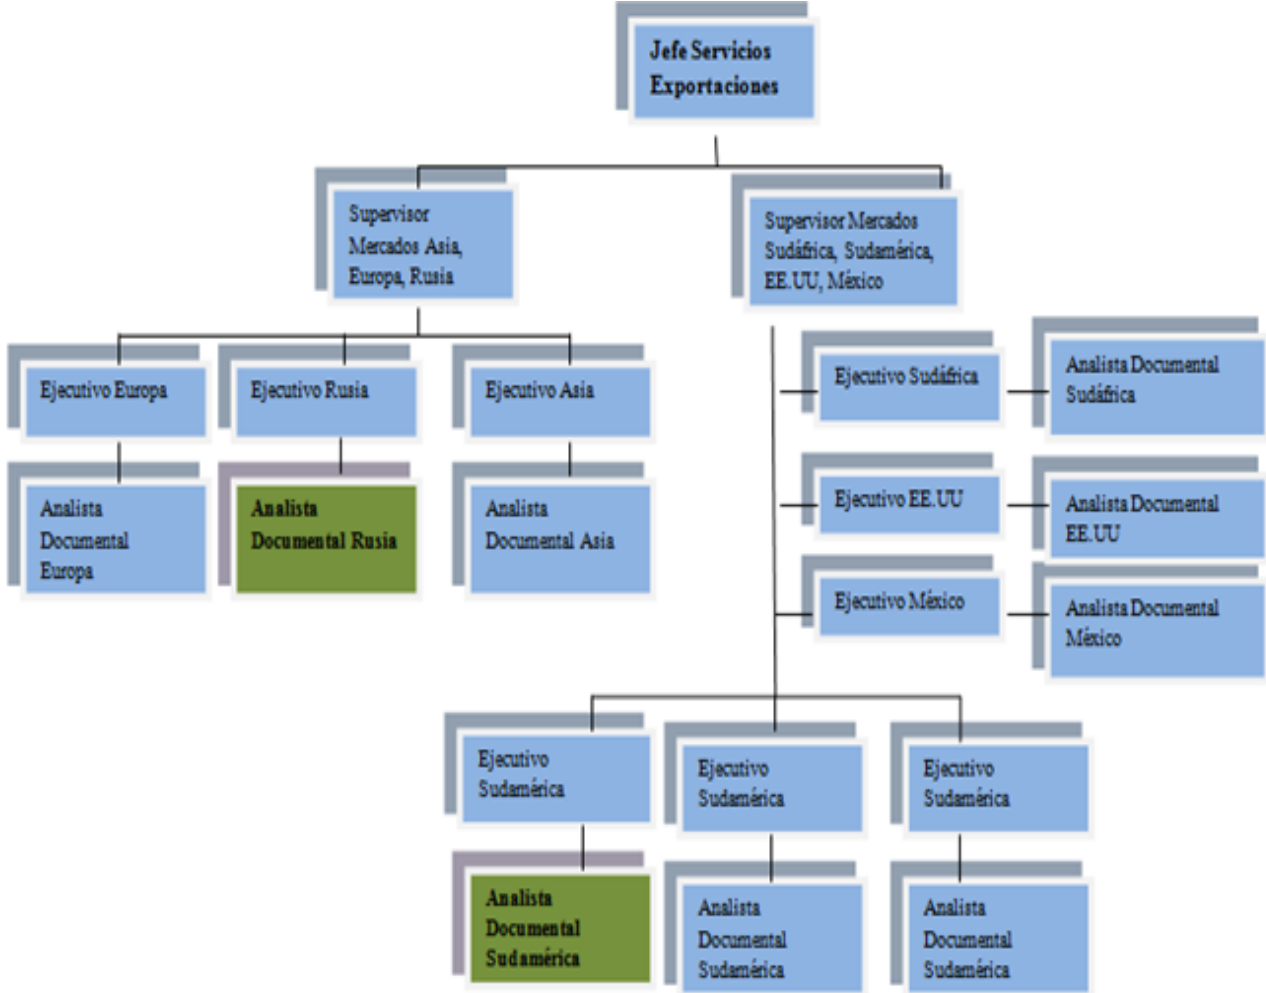 Jefe Servicios
Exportaciones
Supervisor
Mercados Asia,
Europa, Rusia
Supervisor Mercados
Sudáfrica, Sudamérica,
EE.UU, México
Ejecutivo Europa
Ejecutivo Rusia
Ejecutivo Asia
Analista
Documental
Europa
Analista
Documental Rusia
Analista
Documental Asia
Ejecutivo Sudáfrica
Analista Documental
Sudáfrica
Ejecutivo EE.UU
Analista Documental
EE.UU
Ejecutivo México
Analista Documental
México
Ejecutivo
Sudamérica
Ejecutivo
Sudamérica
Ejecutivo
Sudamérica
Analista
Documental
Sudamérica
Analista
Documental
Sudamérica
Analista
Documental
Sudamérica